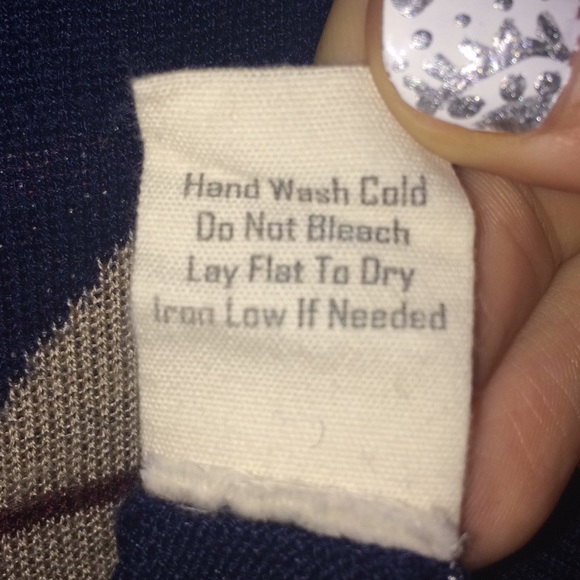 Hand Wash Cold
Do Not Bleach
Lay Flat To Dry
Iron Low If Needed